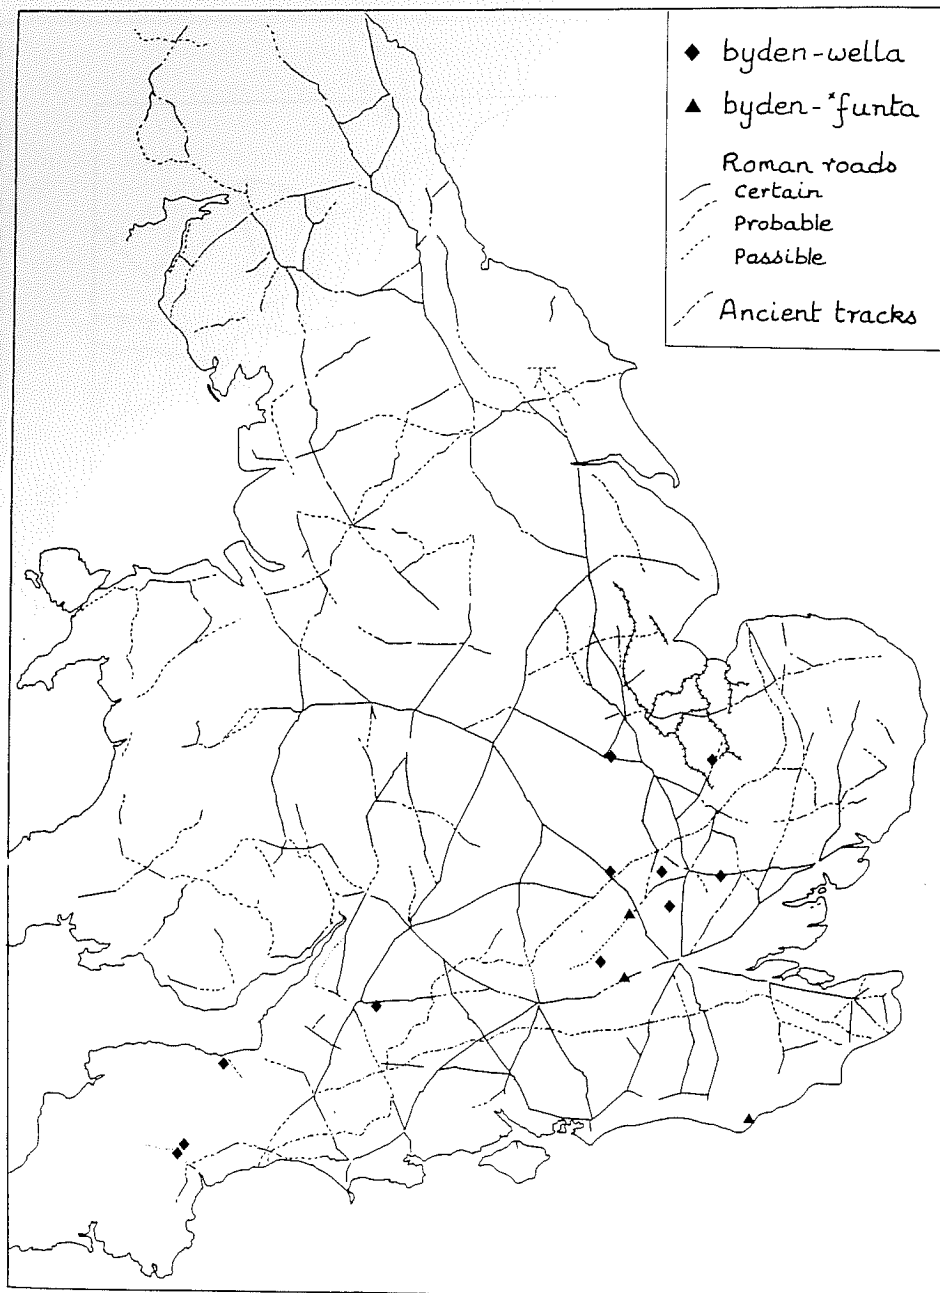 byden-wella
byden-*funta
Roman roads
Certain
Probable
Passible
Ancient tracks